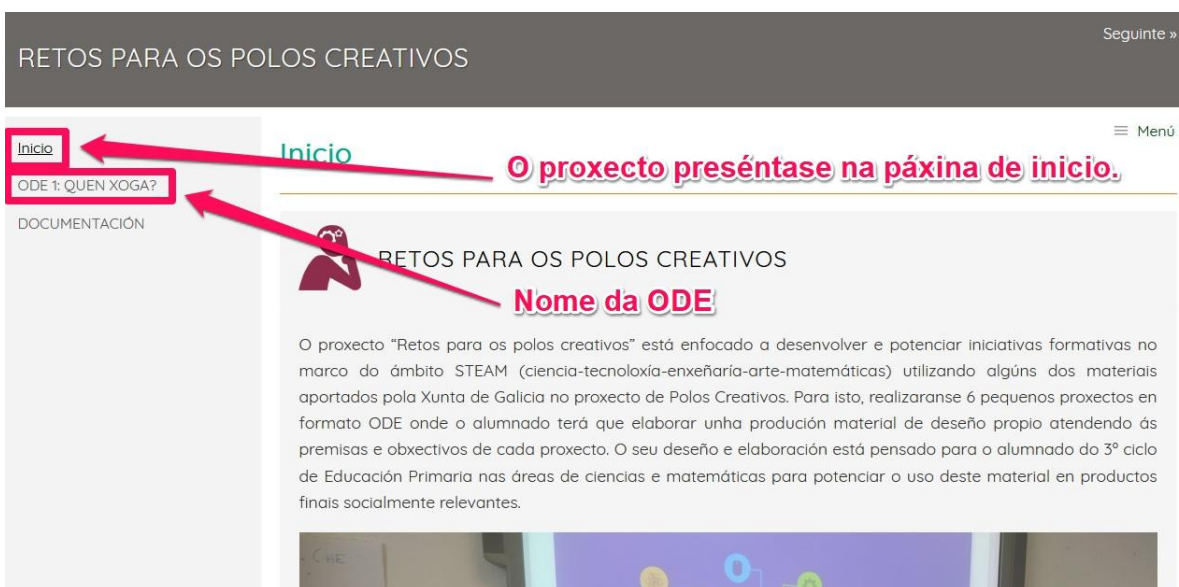 RETOS PARA OS POLOS CREATIVOS
Seguinte »
Inicio
ODE 1: QUEN XOGA?
DOCUMENTACIÓN
≡ Menú
Inicio
O proxecto preséntase na páxina de inicio.
RETOS PARA OS POLOS CREATIVOS
Nome da ODE
O proxecto “Retos para os polos creativos” está enfocado a desenvolver e potenciar iniciativas formativas no
marco do ámbito STEAM (ciencia-tecnoloxía-enxeñaría-arte-matemáticas) utilizando algúns dos materiais
aportados pola Xunta de Galicia no proxecto de Polos Creativos. Para isto, realizaranse 6 pequenos proxectos en
formato ODE onde o alumnado terá que elaborar unha produción material de deseño propio atendendo ás
premisas e obxectivos de cada proxecto. O seu deseño e elaboración está pensado para o alumnado do 3º ciclo
de Educación Primaria nas áreas de ciencias e matemáticas para potenciar o uso deste material en productos
finais socialmente relevantes.